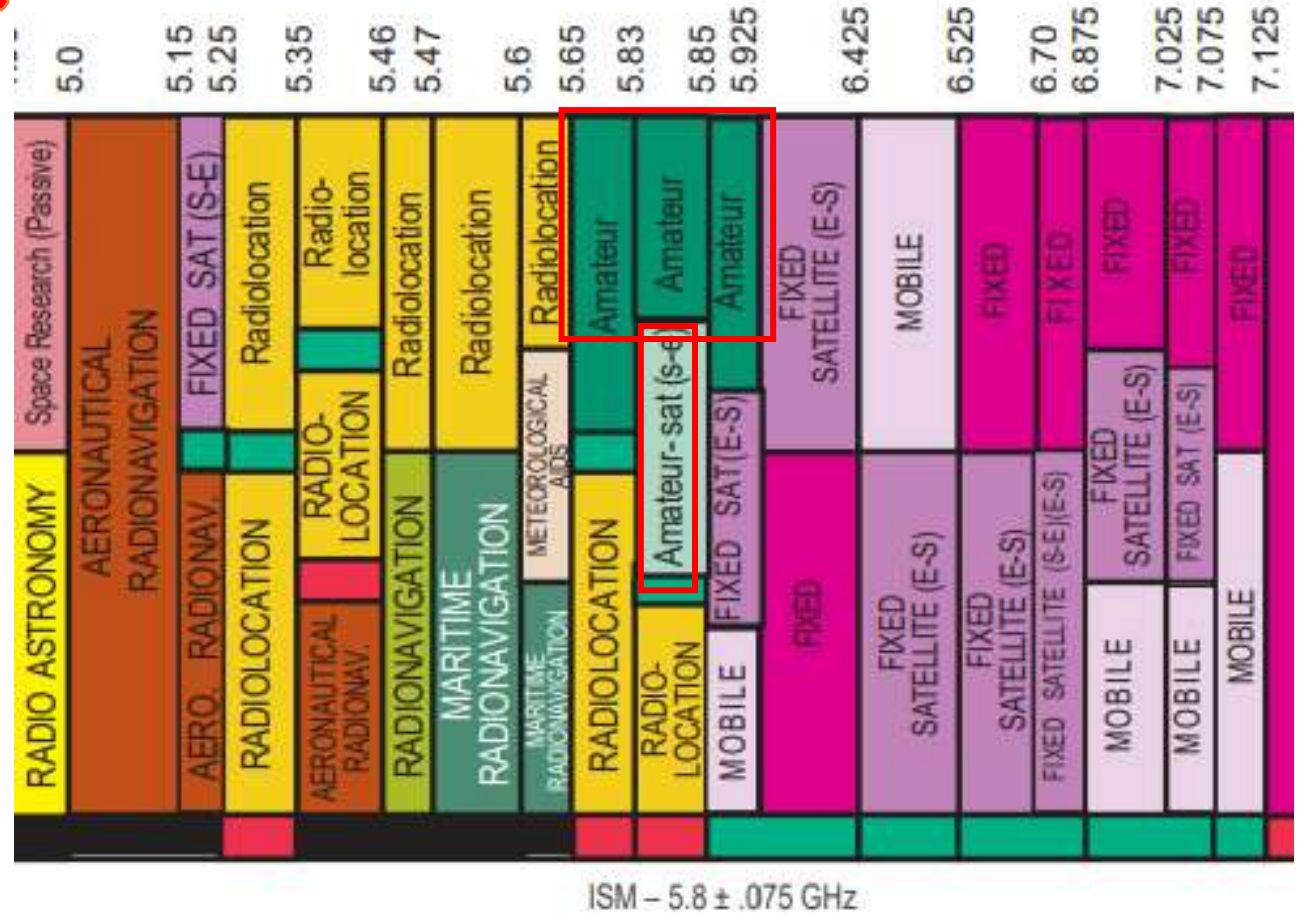 5.0
5.15
5.25
5.35
5.46
5.47
5.6
5.65
5.83
5.85
5.925
6.425
6.525
6.70
6.875
7.025
7.075
7.125
Space Research (Passive)
RADIO ASTRONOMY
AERONAUTICAL
RADIONAVIGATION
FIXED SAT (S-E)
AERO. RADIONAV.
Radiolocation
RADIOLOCATION
Radio-
location
RADIO-
LOCATION
AERONAUTICAL
RADIONAV.
Radiolocation
RADIONAVIGATION
Radiolocation
MARITIME
RADIONAVIGATION
Radiolocation
METEOROLOGICAL
AIDS
MARITIME
RADIONAVIGATION
Amateur
RADIOLOCATION
Amateur
Amateur- sat (s-e)
RADIO-
LOCATION
Amateur
FIXED SAT(E-S)
MOBILE
FIXED
SATELLITE (E-S)
FIXED
MOBILE
FIXED
SATELLITE (E-S)
FIXED
FIXED
SATELLITE (E-S)
FIXED
FIXED SATELLITE (S-E)(E-S)
FIXED
FIXED
SATELLITE (E-S)
MOBILE
FIXED
FIXED SAT (E-S)
MOBILE
FIXED
MOBILE
ISM – 5.8 ± .075 GHz